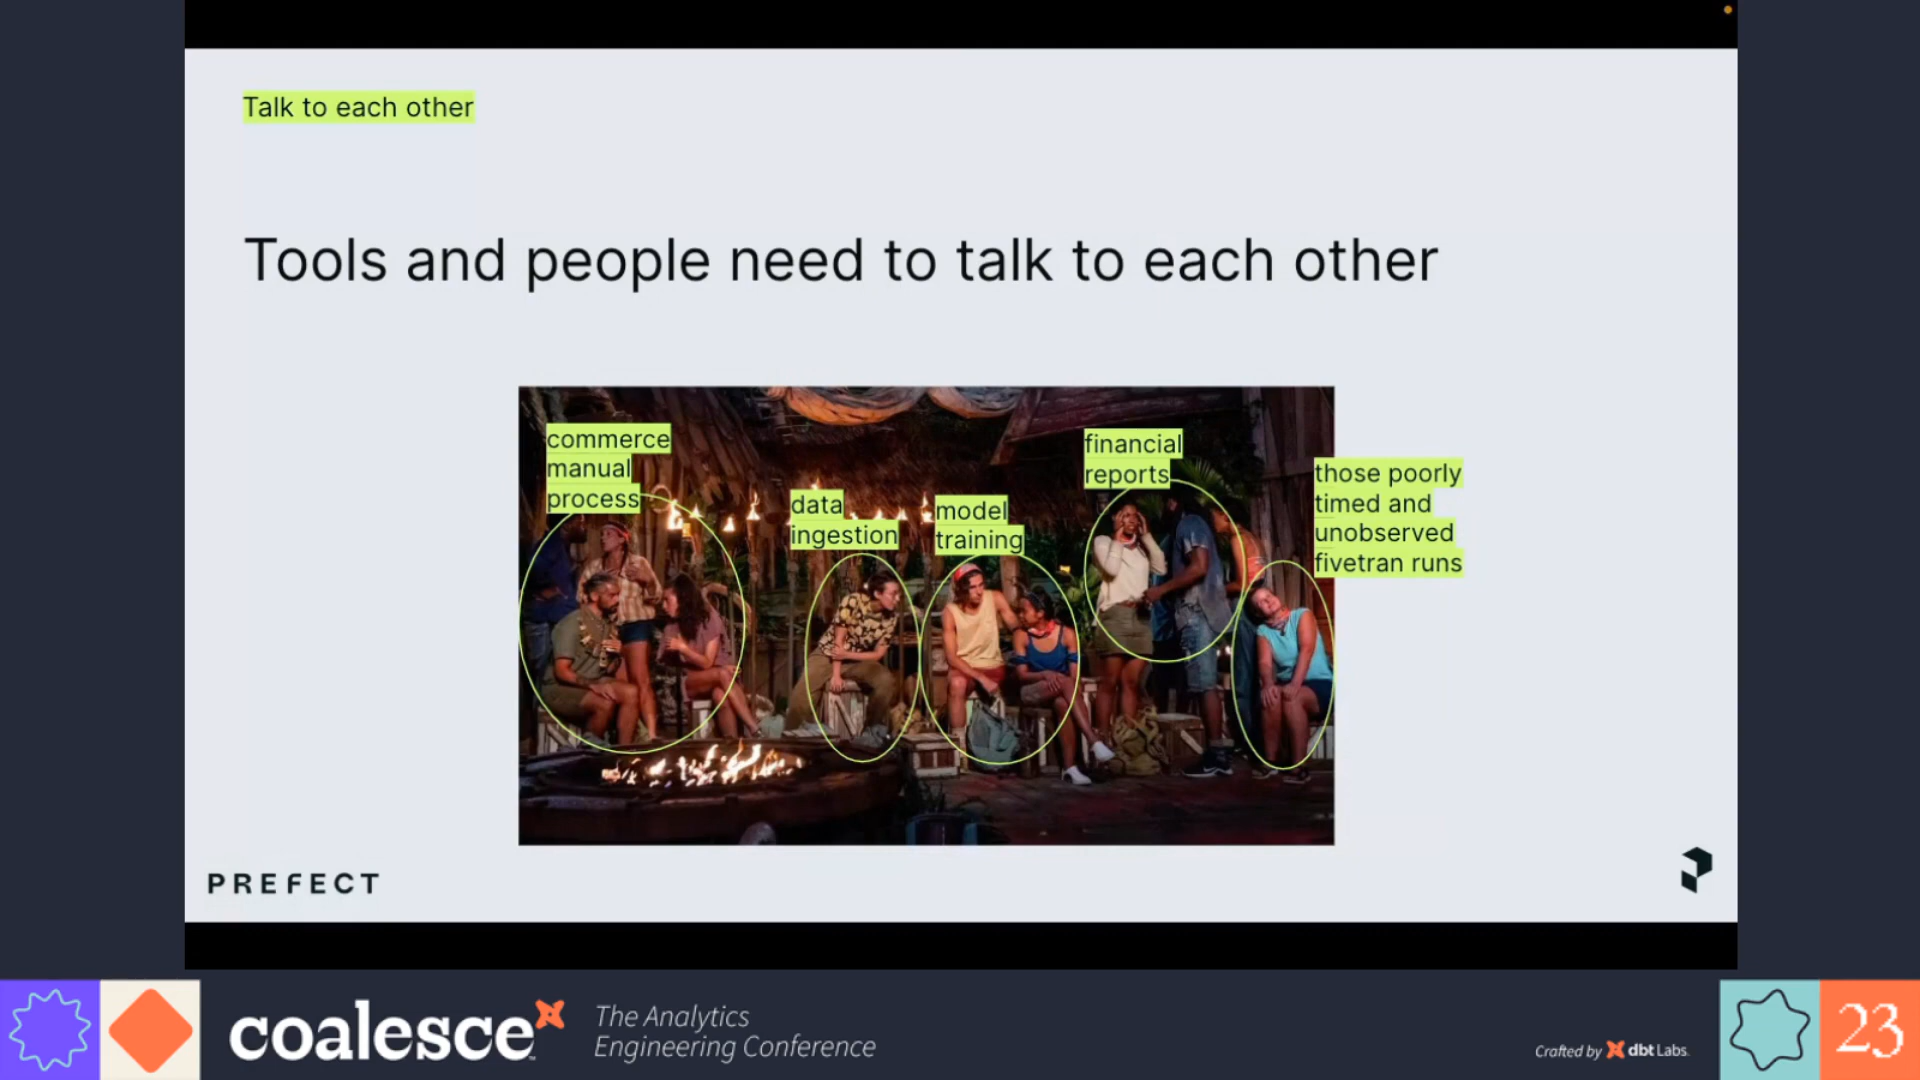 Talk to each other
Tools and people need to talk to each other
commerce
manual
process
data
ingestion
model
training
financial
reports
those poorly
timed and
unobserved
fivetran runs
PREFECT
coalesce
The Analytics
Engineering Conference
Crafted by dbt Labs.
23